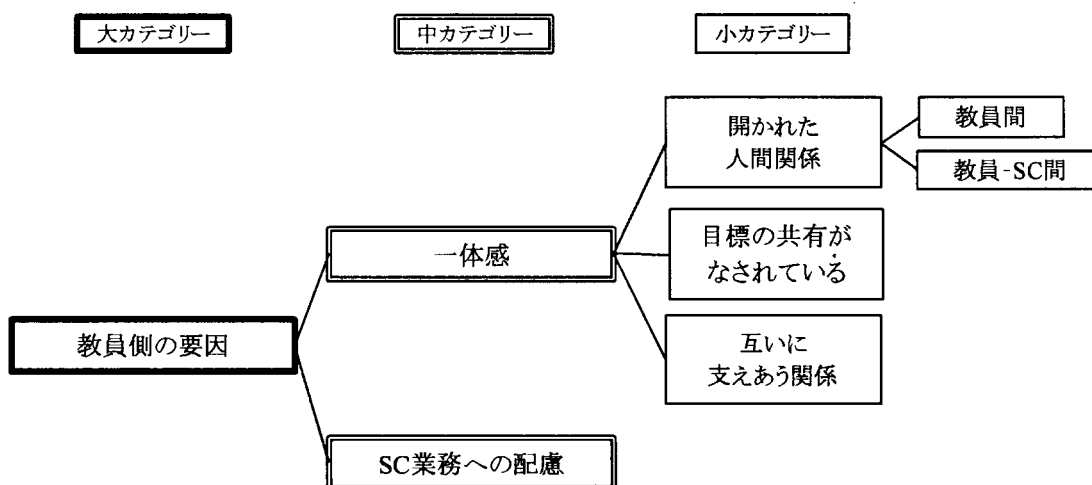 大カテゴリー
中カテゴリー
小カテゴリー
開かれた
人間関係
教員間
教員-SC間
一体感
目標の共有が
なされている
教員側の要因
互いに
支えあう関係
SC業務への配慮